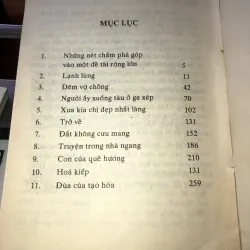 MỤC LỤC
1. Những nét chấm phá góp
vào một đề tài rộng lớn 5
2. Lạnh lùng 11
3. Đêm vợ chồng 42
4. Người ấy xuống tàu ở ga xép 70
5. Xưa kia chị đẹp nhất làng 102
6. Trở về 131
7. Đất không cưu mang 152
8. Truyện trong nhà ngang 186
9. Con của quê hương 210
10. Hoá kiếp 131
11. Đùa của tạo hóa 259